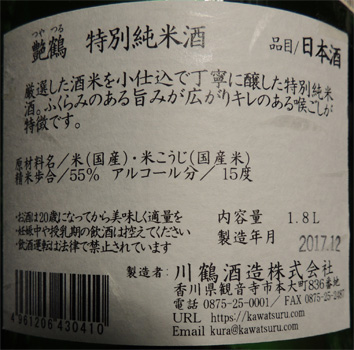 つや つる
艶鶴 特別純米酒
品目/日本酒
厳選した酒米を小仕込で丁寧に醸した特別純米
酒。ふくらみのある旨みが広がりキレのある喉ごしが
特徴です。
原材料名/米(国産)・米こうじ(国産米)
精米歩合/55% アルコール分/15度
・お酒は20歳になってから美味しく適量を
・妊娠中や授乳期の飲酒は控えてください
・飲酒運転は法律で禁止されています
内容量 1.8L
製造年月 2017.12
製造者:川鶴酒造株式会社
香川県観音寺市本大町836番地
電話 0875-25-0001/FAX 0875-25-2487
URL https://kawatsuru.com
Email kura@kawatsuru.com
4961206430410